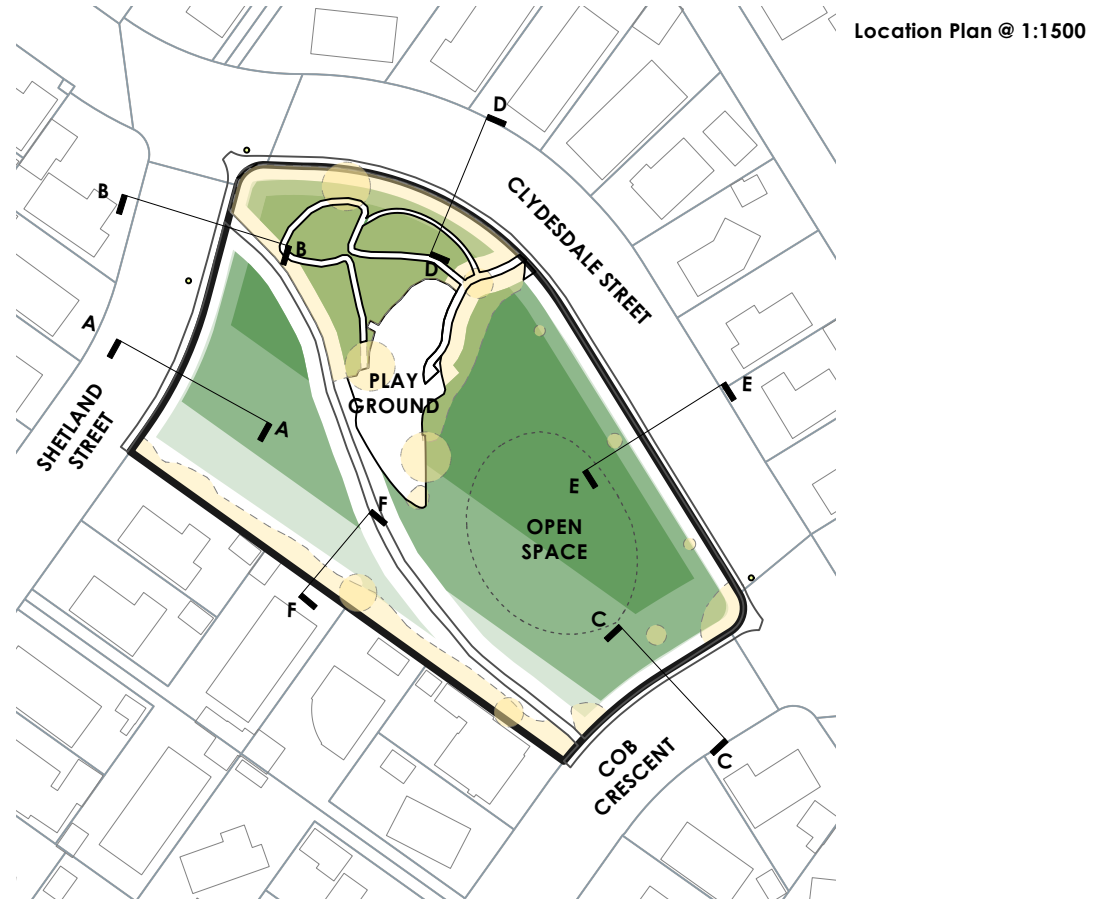 Location Plan @ 1:1500
D
CLYDESDALE STREET
B
B
D
A
SHETLAND
STREET
PLAY
GROUND
A
E
E
F
OPEN
SPACE
F
C
C
COB
CRESCENT